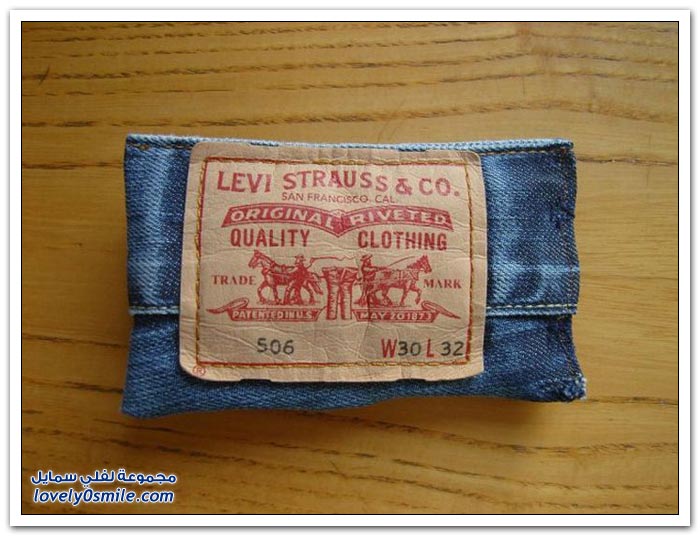 LEVI STRAUSS & CO.
SAN FRANCISCO, CAL.
ORIGINAL RIVETED
QUALITY CLOTHING
TRADE MARK
PATENTED IN U.S. MAY 20 1873
506 W30 L 32
®
مجموعة لفلي سمايل
lovely0smile.com